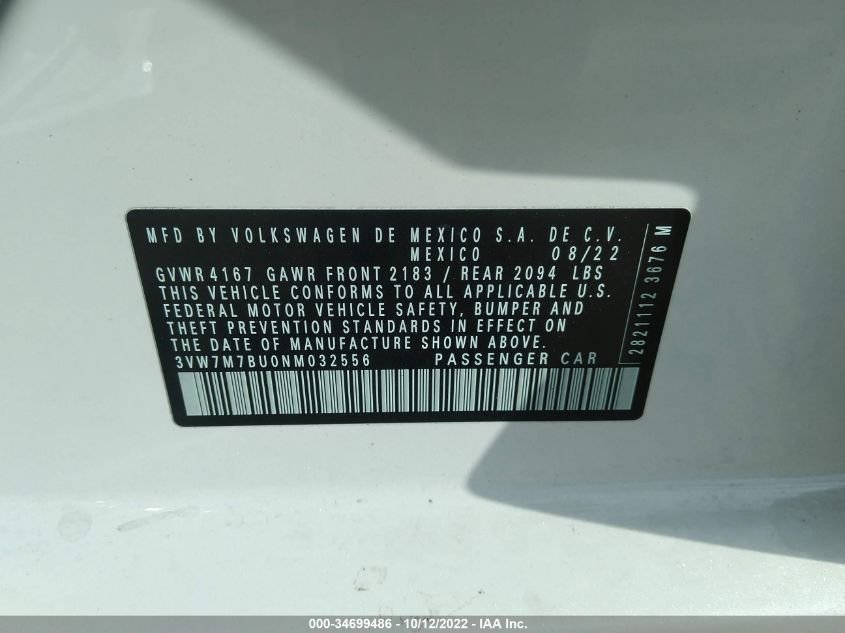 MFD BY VOLKSWAGEN DE MEXICO S.A. DE C.V.
MEXICO 08/22
GVWR 4167 GAWR FRONT 2183 / REAR 2094 LBS
THIS VEHICLE CONFORMS TO ALL APPLICABLE U.S.
FEDERAL MOTOR VEHICLE SAFETY, BUMPER AND
THEFT PREVENTION STANDARDS IN EFFECT ON
THE DATE OF MANUFACTURE SHOWN ABOVE.
3VW7M7BU0NM032556 PASSENGER CAR
2821112 3676 M
000-34699486 - 10/12/2022 - IAA Inc.